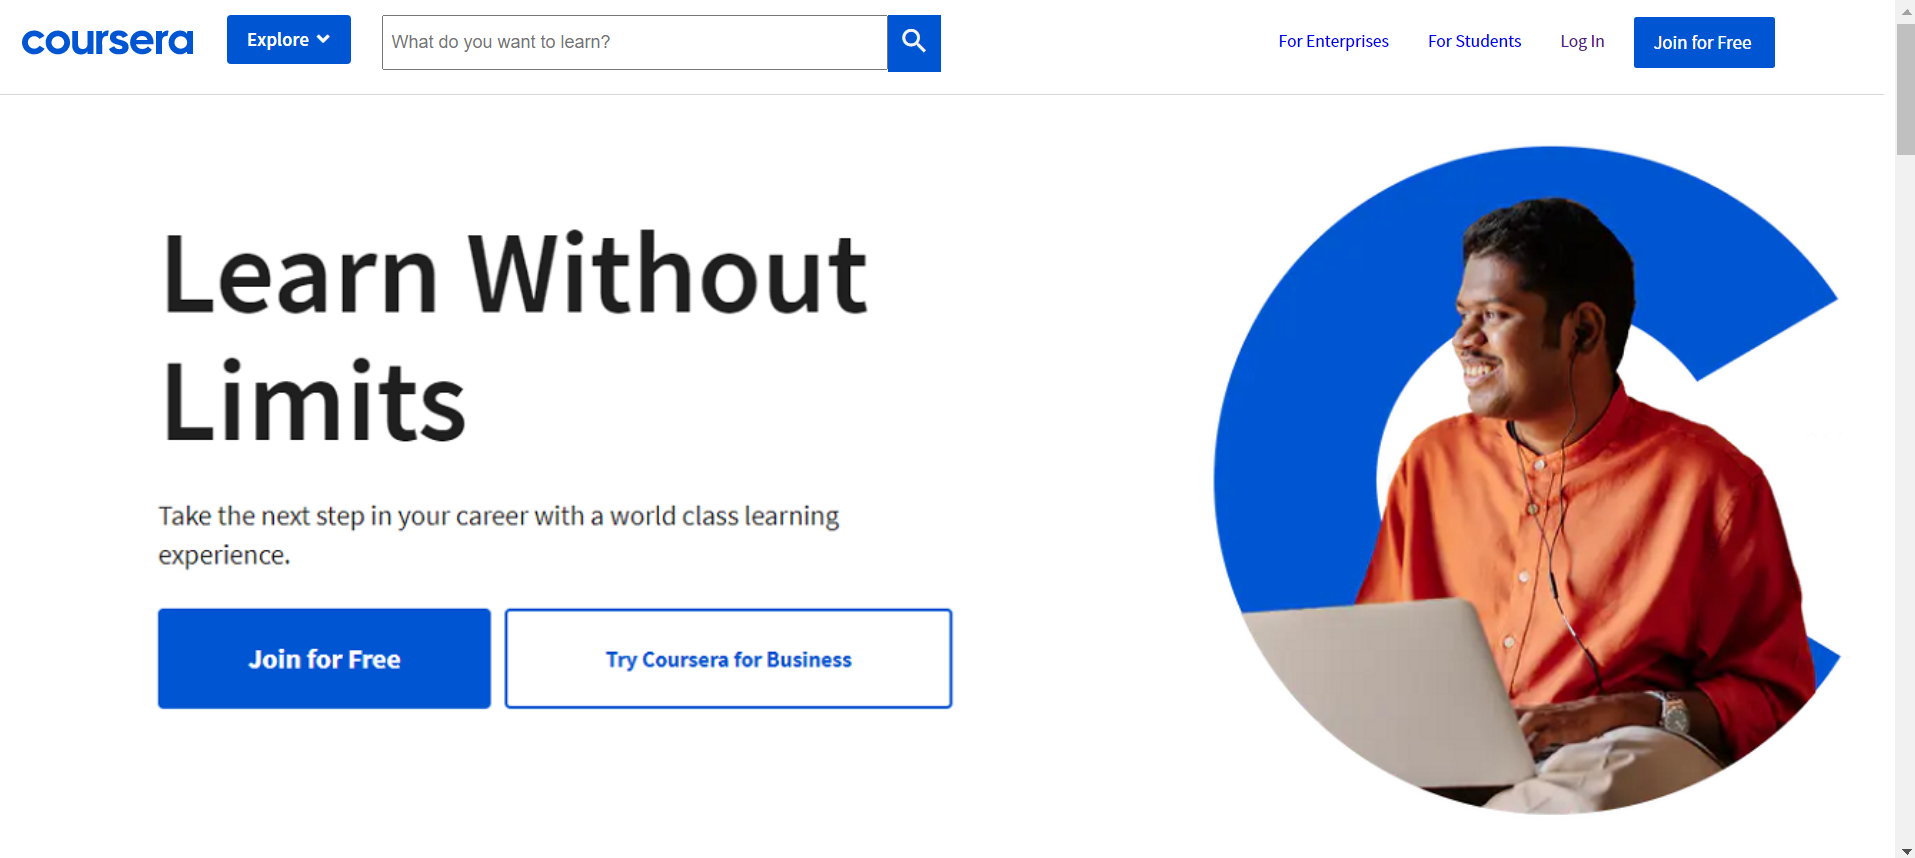 coursera
Explore
What do you want to learn?
For Enterprises
For Students
Log In
Join for Free
Learn Without
Limits
Take the next step in your career with a world class learning
experience.
Join for Free
Try Coursera for Business